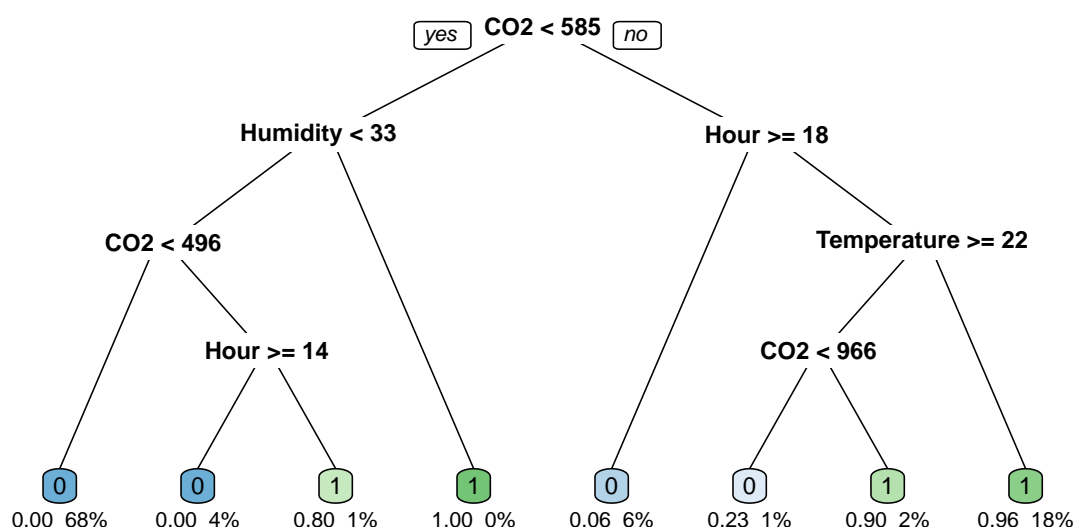 yes CO2 < 585 no
Humidity < 33 Hour >= 18
CO2 < 496 Temperature >= 22
Hour >= 14 CO2 < 966
0 0 1 1 0 0 1 1
0.00 68% 0.00 4% 0.80 1% 1.00 0% 0.06 6% 0.23 1% 0.90 2% 0.96 18%